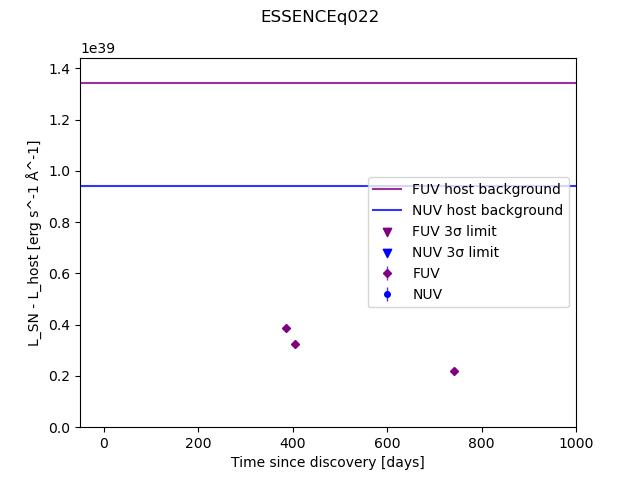 ESSENCEq022
1e39
1.4
1.2
1.0
0.8
0.6
0.4
0.2
0.0
L_SN - L_host [erg s^-1 Å^-1]
FUV host background
NUV host background
FUV 3σ limit
NUV 3σ limit
FUV
NUV
0 200 400 600 800 1000
Time since discovery [days]